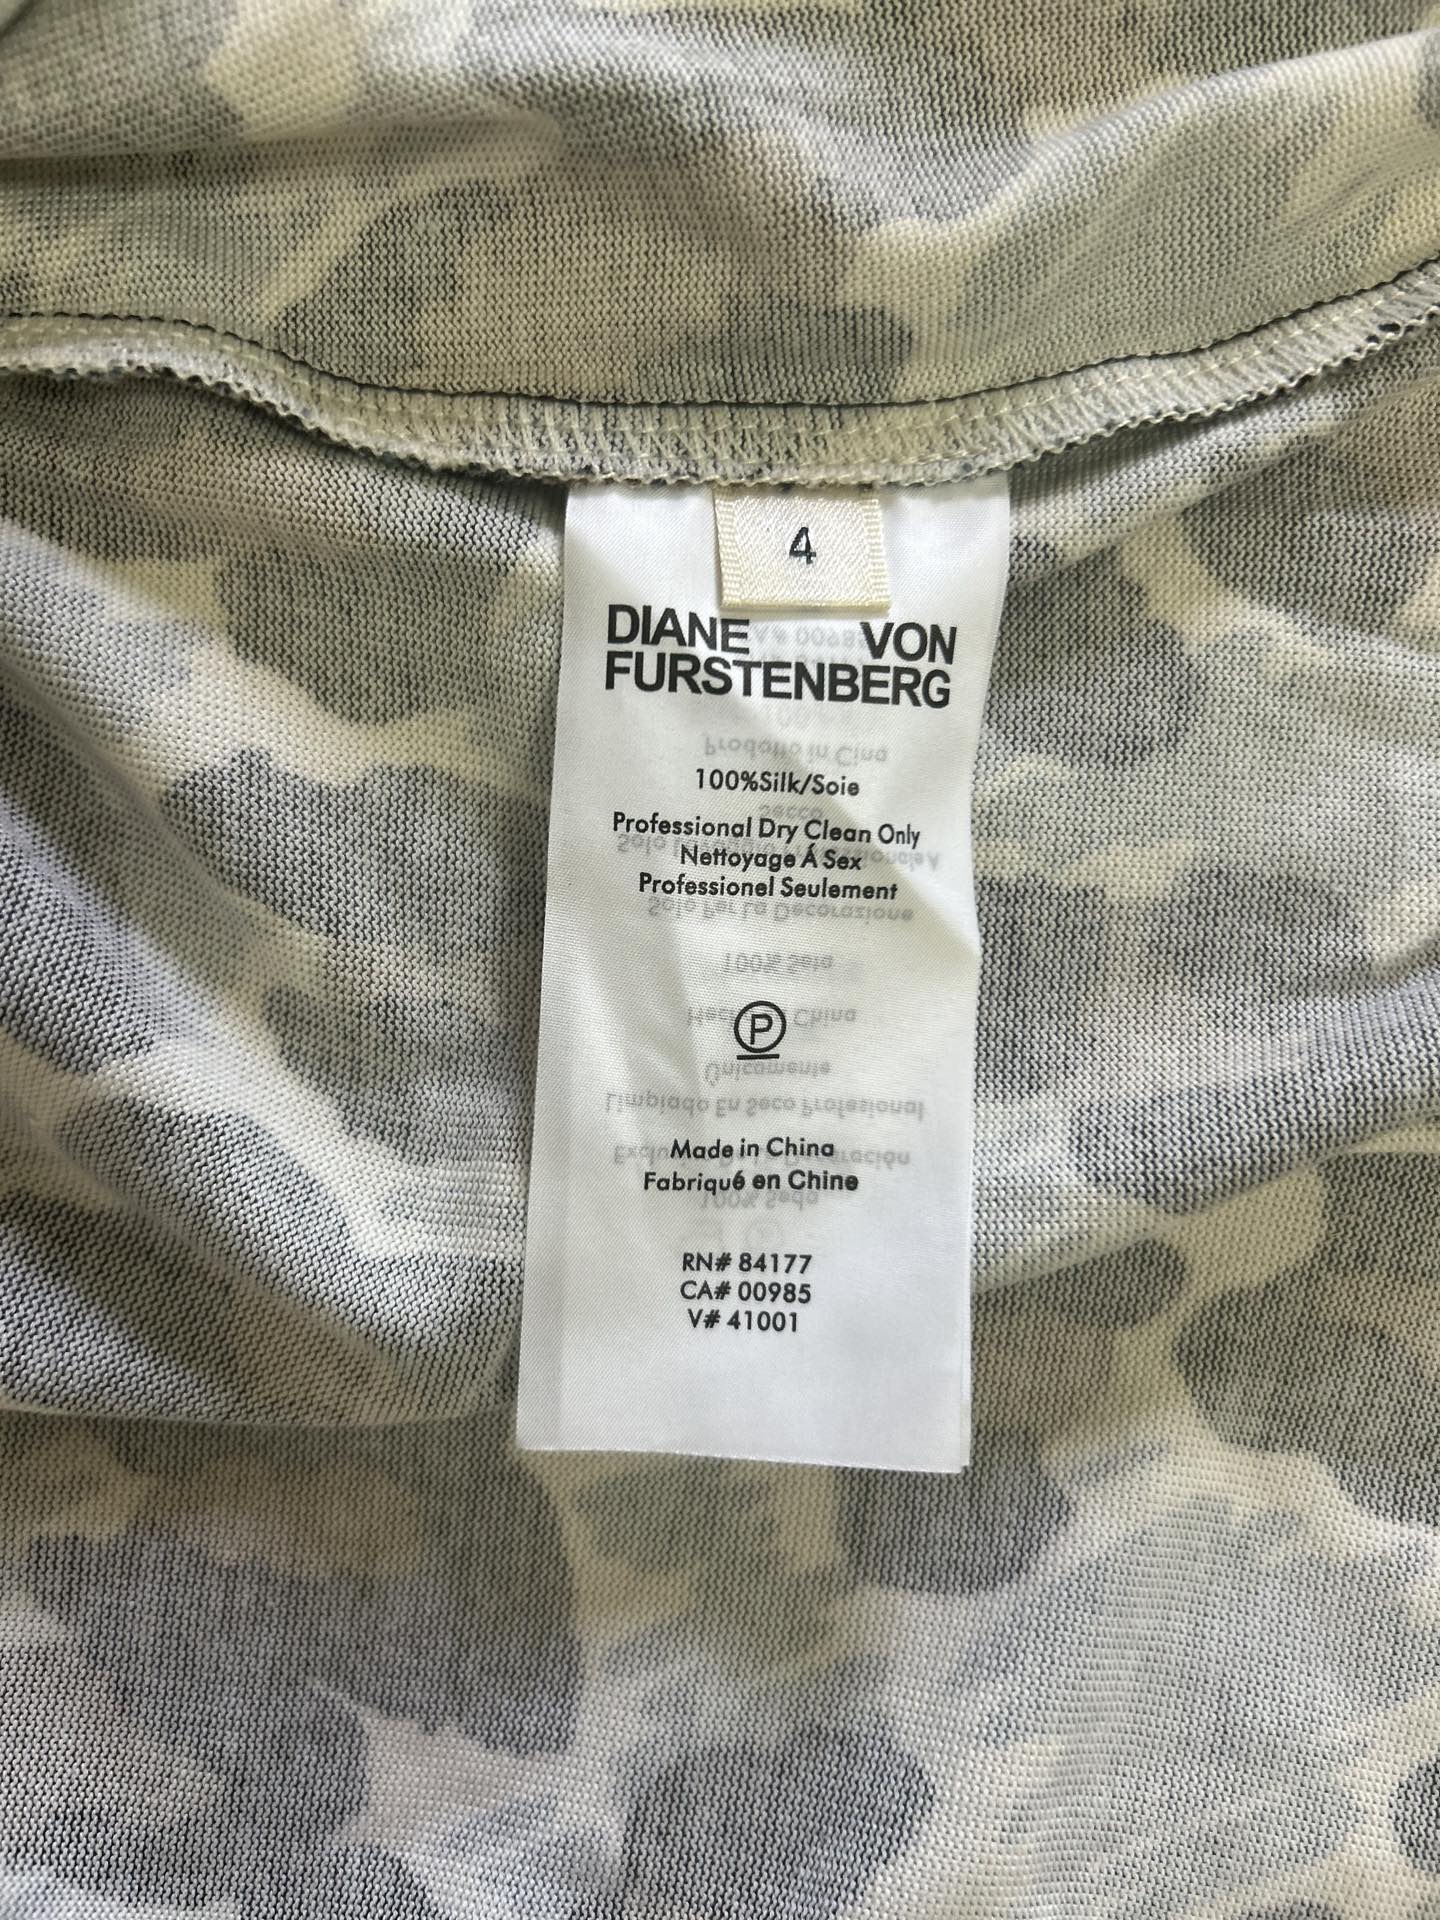 4
DIANE VON
FURSTENBERG
100%Silk/Soie
Professional Dry Clean Only
Nettoyage Á Sex
Professionel Seulement
P
Made in China
Fabriqué en Chine
RN# 84177
CA# 00985
V# 41001